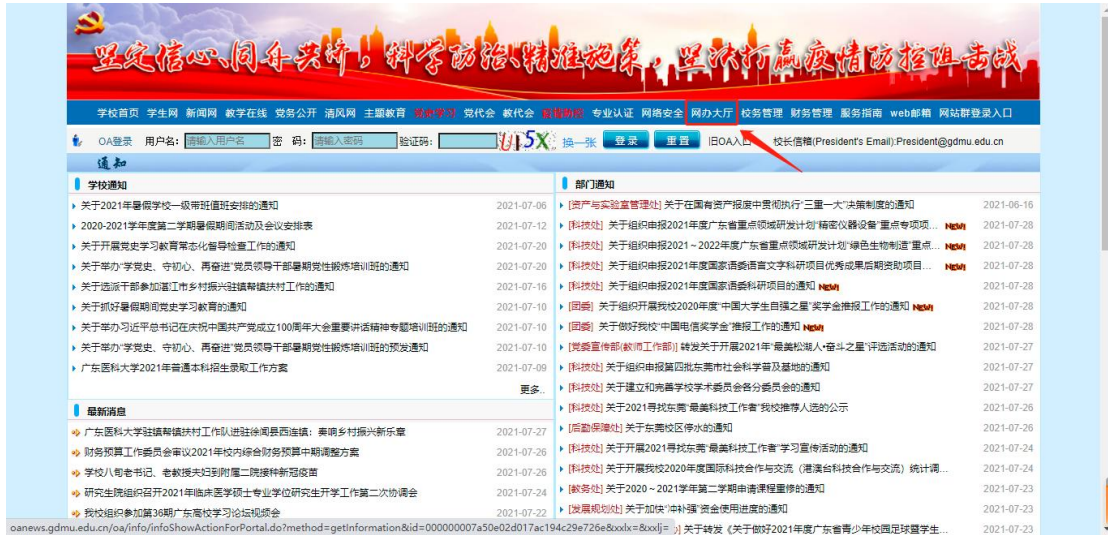 坚定信心、同舟共济，科学防治、精准施策，坚决打赢疫情防控阻击战
学校首页 学生网 新闻网 教学在线 党务公开 清风网 主题教育 党代会 教代会 专业认证 网络安全 网办大厅 校务管理 财务管理 服务指南 web邮箱 网站群登录入口
OA登录 用户名: 请输入用户名 密 码: 请输入密码 验证码: 换一张 登录 重置 旧OA入口 校长信箱(President's Email):President@gdmu.edu.cn
通知
学校通知
关于2021年暑假学校一级带班值班安排的通知 2021-07-06
2020-2021学年度第二学期暑假期间活动及会议安排表 2021-07-12
关于开展党史学习教育常态化督导检查工作的通知 2021-07-20
关于举办“学党史、守初心、再奋进”党员领导干部暑期党性锻炼培训班的通知 2021-07-20
关于选派干部参加湛江市乡村振兴驻镇帮镇扶村工作的通知 2021-07-16
关于抓好暑假期间党史学习教育的通知 2021-07-10
关于举办习近平总书记在庆祝中国共产党成立100周年大会重要讲话精神专题培训班的通知 2021-07-10
关于举办“学党史、守初心、再奋进”党员领导干部暑期党性锻炼培训班的预发通知 2021-07-10
广东医科大学2021年普通本科招生录取工作方案 2021-07-09
更多..
最新消息
广东医科大学驻镇帮镇扶村工作队进驻徐闻县西连镇：奏响乡村振兴新乐章 2021-07-27
财务预算工作委员会审议2021年校内综合财务预算中期调整方案 2021-07-26
学校八旬老书记、老教授夫妇到附属二院接种新冠疫苗 2021-07-26
研究生院组织召开2021年临床医学硕士专业学位研究生开学工作第二次协调会 2021-07-24
我校组织参加第36期广东高校学习论坛视频会 2021-07-22
部门通知
[资产与实验室管理处] 关于在国有资产报废中贯彻执行“三重一大”决策制度的通知 2021-06-16
[科技处] 关于组织申报2021年度广东省重点领域研发计划“精密仪器设备”重点专项项... NEW! 2021-07-28
[科技处] 关于组织申报2021～2022年度广东省重点领域研发计划“绿色生物制造”重点... NEW! 2021-07-28
[科技处] 关于组织申报2021年度国家语委语言文字科研项目优秀成果后期资助项目... NEW! 2021-07-28
[科技处] 关于组织申报2021年度国家语委科研项目的通知 NEW! 2021-07-28
[团委] 关于组织开展我校2020年度“中国大学生自强之星”奖学金推报工作的通知 NEW! 2021-07-28
[团委] 关于做好我校“中国电信奖学金”推报工作的通知 NEW! 2021-07-28
[党委宣传部(教师工作部)] 转发关于开展2021年“最美松湖人•奋斗之星”评选活动的通知 2021-07-27
[科技处] 关于组织申报第四批东莞市社会科学普及基地的通知 2021-07-27
[科技处] 关于建立和完善学校学术委员会各分委员会的通知 2021-07-27
[科技处] 关于2021寻找东莞“最美科技工作者”我校推荐人选的公示 2021-07-26
[后勤保障处] 关于东莞校区停水的通知 2021-07-26
[科技处] 关于开展2021寻找东莞“最美科技工作者”学习宣传活动的通知 2021-07-24
[科技处] 关于开展我校2020年度国际科技合作与交流（港澳台科技合作与交流）统计调... 2021-07-24
[教务处] 关于2020～2021学年第二学期申请课程重修的通知 2021-07-23
[发展规划处] 关于加快“冲补强”资金使用进度的通知 2021-07-23
关于转发《关于做好2021年度广东省青少年校园足球暨学生... 2021-07-23
oanews.gdmu.edu.cn/oa/info/infoShowActionForPortal.do?method=getInformation&id=000000007a50e02d017ac194c29e726e&xxlx=&xxlj=